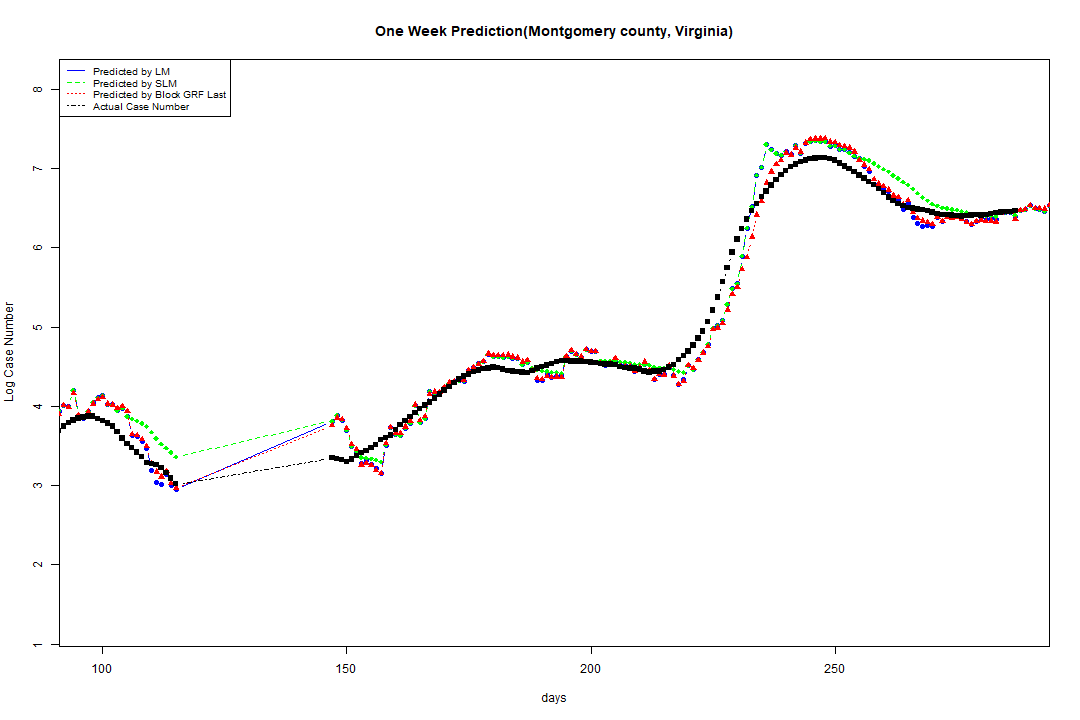 One Week Prediction(Montgomery county, Virginia)
Predicted by LM
Predicted by SLM
Predicted by Block GRF Last
Actual Case Number
Log Case Number
8
7
6
5
4
3
2
1
100
150
200
250
days